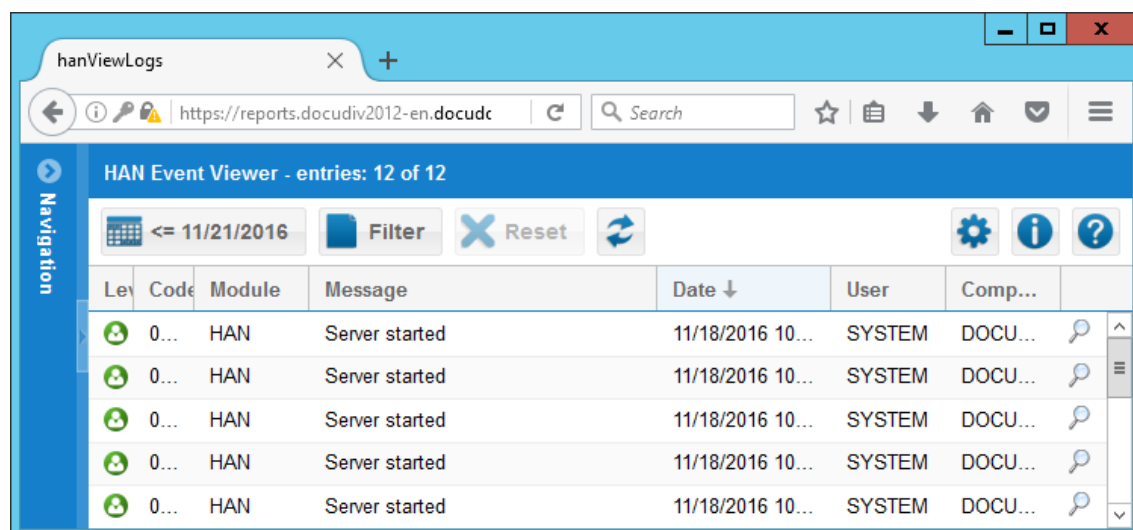 hanViewLogs
https://reports.docudiv2012-en.docudc
Search
Navigation
HAN Event Viewer - entries: 12 of 12
<= 11/21/2016 Filter Reset
Lev Code Module Message Date User Comp...
0... HAN Server started 11/18/2016 10... SYSTEM DOCU...
0... HAN Server started 11/18/2016 10... SYSTEM DOCU...
0... HAN Server started 11/18/2016 10... SYSTEM DOCU...
0... HAN Server started 11/18/2016 10... SYSTEM DOCU...
0... HAN Server started 11/18/2016 10... SYSTEM DOCU...